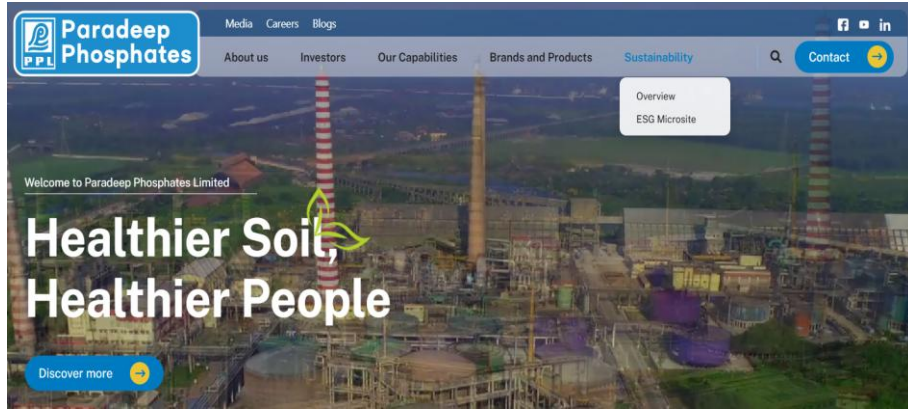 Paradeep
Phosphates
PPL
Media Careers Blogs
in
About us Investors Our Capabilities Brands and Products Sustainability Contact
Overview
ESG Microsite
Welcome to Paradeep Phosphates Limited
Healthier Soil,
Healthier People
Discover more